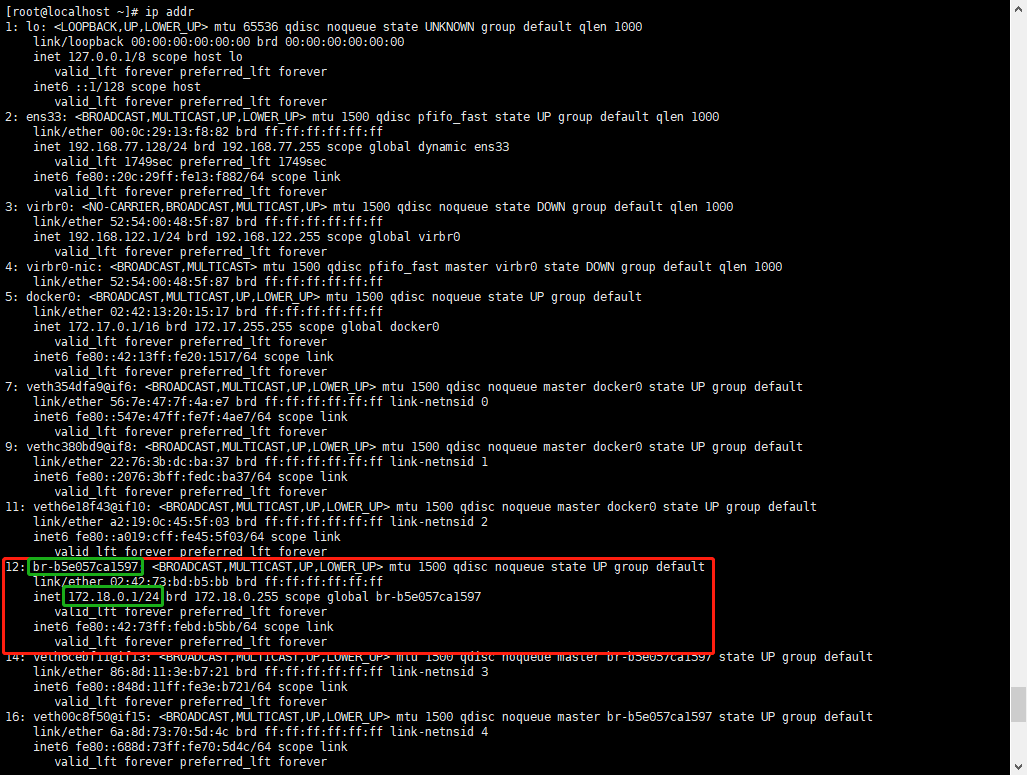 [root@localhost ~]# ip addr
1: lo: <LOOPBACK,UP,LOWER_UP> mtu 65536 qdisc noqueue state UNKNOWN group default qlen 1000
    link/loopback 00:00:00:00:00:00 brd 00:00:00:00:00:00
    inet 127.0.0.1/8 scope host lo
       valid_lft forever preferred_lft forever
    inet6 ::1/128 scope host
       valid_lft forever preferred_lft forever
2: ens33: <BROADCAST,MULTICAST,UP,LOWER_UP> mtu 1500 qdisc pfifo_fast state UP group default qlen 1000
    link/ether 00:0c:29:13:f8:82 brd ff:ff:ff:ff:ff:ff
    inet 192.168.77.128/24 brd 192.168.77.255 scope global dynamic ens33
       valid_lft 1749sec preferred_lft 1749sec
    inet6 fe80::20c:29ff:fe13:f882/64 scope link
       valid_lft forever preferred_lft forever
3: virbr0: <NO-CARRIER,BROADCAST,MULTICAST,UP> mtu 1500 qdisc noqueue state DOWN group default qlen 1000
    link/ether 52:54:00:48:5f:87 brd ff:ff:ff:ff:ff:ff
    inet 192.168.122.1/24 brd 192.168.122.255 scope global virbr0
       valid_lft forever preferred_lft forever
4: virbr0-nic: <BROADCAST,MULTICAST> mtu 1500 qdisc pfifo_fast master virbr0 state DOWN group default qlen 1000
    link/ether 52:54:00:48:5f:87 brd ff:ff:ff:ff:ff:ff
5: docker0: <BROADCAST,MULTICAST,UP,LOWER_UP> mtu 1500 qdisc noqueue state UP group default
    link/ether 02:42:13:20:15:17 brd ff:ff:ff:ff:ff:ff
    inet 172.17.0.1/16 brd 172.17.255.255 scope global docker0
       valid_lft forever preferred_lft forever
    inet6 fe80::42:13ff:fe20:1517/64 scope link
       valid_lft forever preferred_lft forever
7: veth354dfa9@if6: <BROADCAST,MULTICAST,UP,LOWER_UP> mtu 1500 qdisc noqueue master docker0 state UP group default
    link/ether 56:7e:47:7f:4a:e7 brd ff:ff:ff:ff:ff:ff link-netnsid 0
    inet6 fe80::547e:47ff:fe7f:4ae7/64 scope link
       valid_lft forever preferred_lft forever
9: vethc380bd9@if8: <BROADCAST,MULTICAST,UP,LOWER_UP> mtu 1500 qdisc noqueue master docker0 state UP group default
    link/ether 22:76:3b:dc:ba:37 brd ff:ff:ff:ff:ff:ff link-netnsid 1
    inet6 fe80::2076:3bff:fedc:ba37/64 scope link
       valid_lft forever preferred_lft forever
11: veth6e18f43@if10: <BROADCAST,MULTICAST,UP,LOWER_UP> mtu 1500 qdisc noqueue master docker0 state UP group default
    link/ether a2:19:0c:45:5f:03 brd ff:ff:ff:ff:ff:ff link-netnsid 2
    inet6 fe80::a019:cff:fe45:5f03/64 scope link
       valid_lft forever preferred_lft forever
12: br-b5e057ca1597: <BROADCAST,MULTICAST,UP,LOWER_UP> mtu 1500 qdisc noqueue state UP group default
    link/ether 02:42:73:bd:b5:bb brd ff:ff:ff:ff:ff:ff
    inet 172.18.0.1/24 brd 172.18.0.255 scope global br-b5e057ca1597
       valid_lft forever preferred_lft forever
    inet6 fe80::42:73ff:febd:b5bb/64 scope link
       valid_lft forever preferred_lft forever
14: veth6cebf11@if13: <BROADCAST,MULTICAST,UP,LOWER_UP> mtu 1500 qdisc noqueue master br-b5e057ca1597 state UP group default
    link/ether 86:8d:11:3e:b7:21 brd ff:ff:ff:ff:ff:ff link-netnsid 3
    inet6 fe80::848d:11ff:fe3e:b721/64 scope link
       valid_lft forever preferred_lft forever
16: veth00c8f50@if15: <BROADCAST,MULTICAST,UP,LOWER_UP> mtu 1500 qdisc noqueue master br-b5e057ca1597 state UP group default
    link/ether 6a:8d:73:70:5d:4c brd ff:ff:ff:ff:ff:ff link-netnsid 4
    inet6 fe80::688d:73ff:fe70:5d4c/64 scope link
       valid_lft forever preferred_lft forever